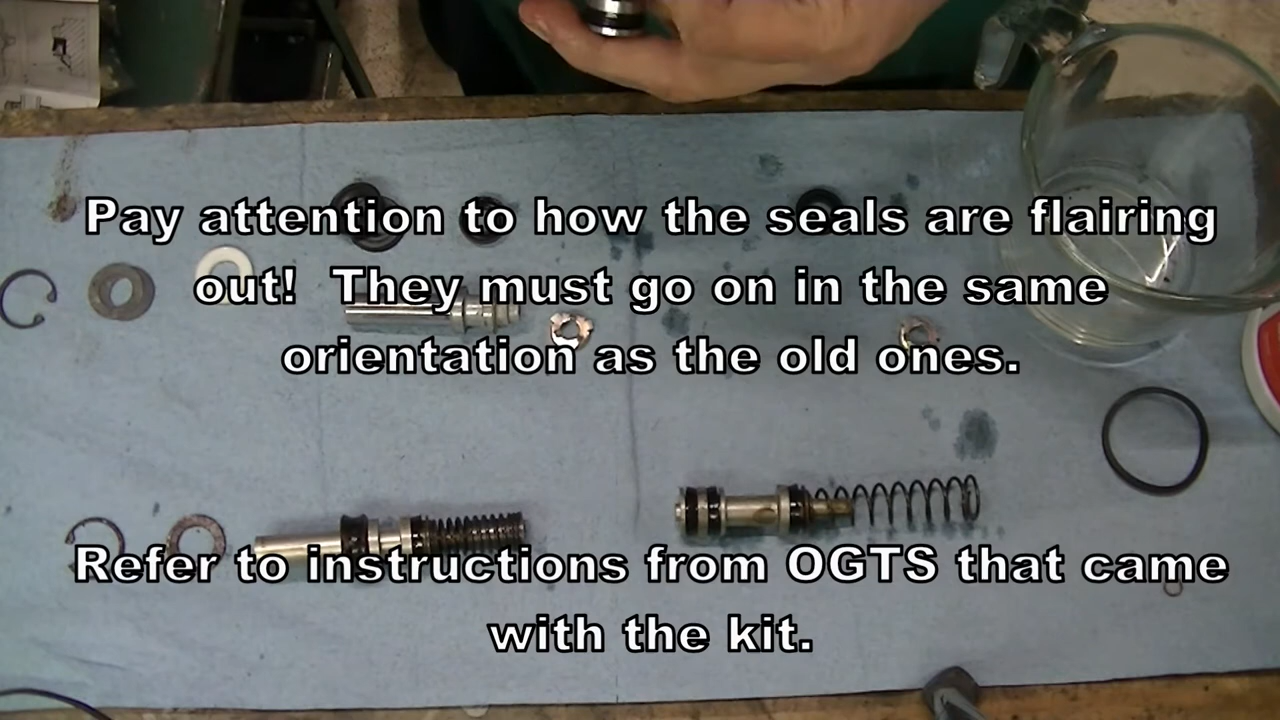 Pay attention to how the seals are flairing
out! They must go on in the same
orientation as the old ones.
Refer to instructions from OGTS that came
with the kit.